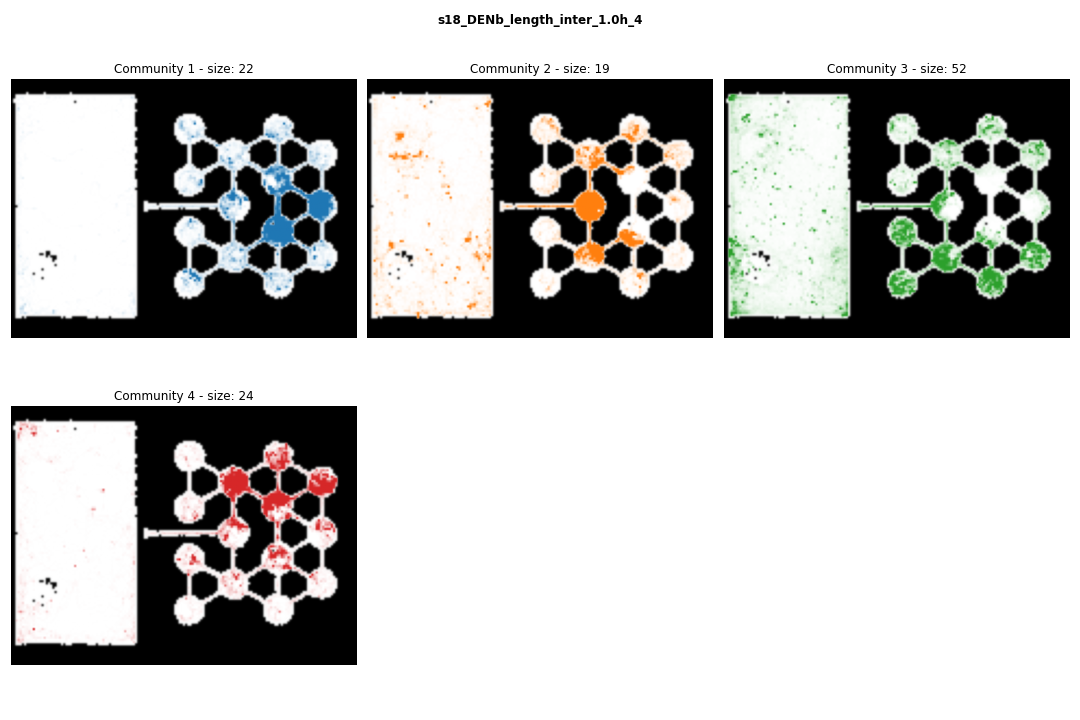 s18_DENb_length_inter_1.0h_4
Community 1 - size: 22
Community 2 - size: 19
Community 3 - size: 52
Community 4 - size: 24